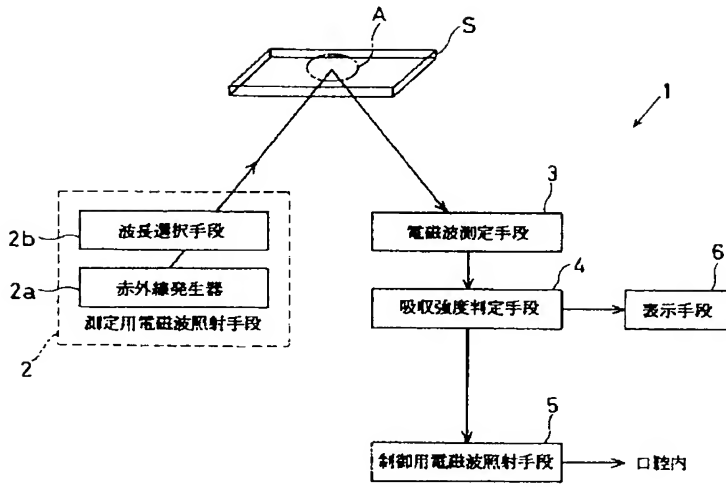 A
S
1
3
2b
波長選択手段
電磁波測定手段
4
6
2a
赤外線発生器
吸収強度判定手段
表示手段
測定用電磁波照射手段
2
5
制御用電磁波照射手段
口腔内